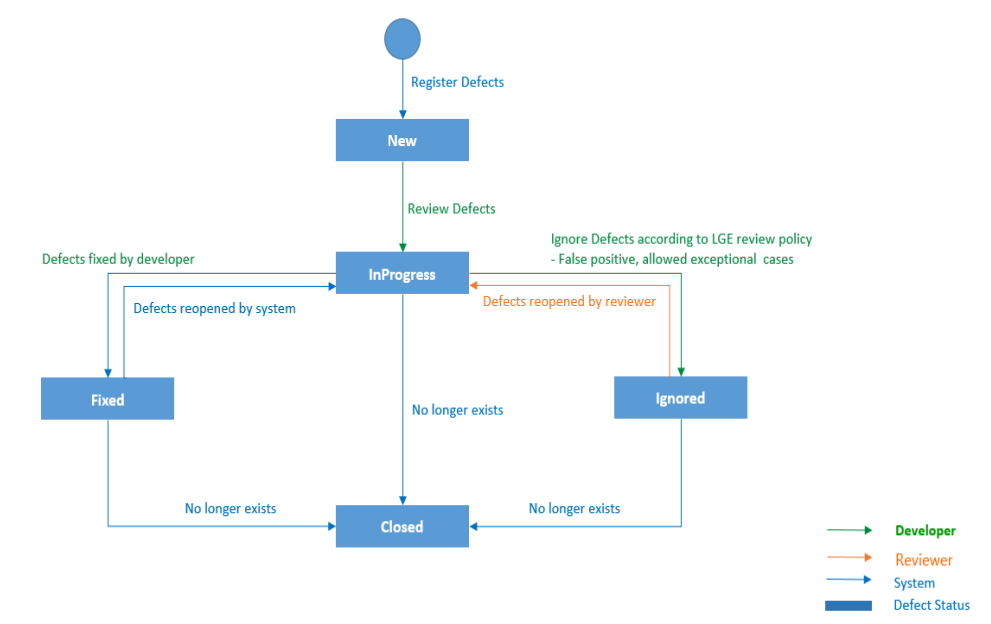 Register Defects
New
Review Defects
Ignore Defects according to LGE review policy
- False positive, allowed exceptional cases
Defects fixed by developer
InProgress
Defects reopened by system
Defects reopened by reviewer
Fixed
Ignored
No longer exists
No longer exists
No longer exists
Closed
Developer
Reviewer
System
Defect Status